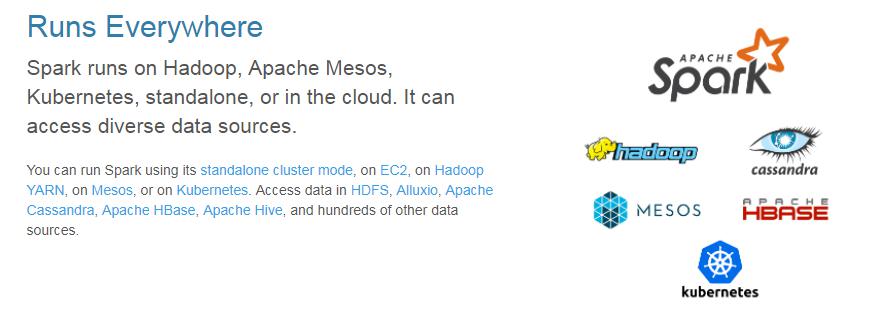 Runs Everywhere
Spark runs on Hadoop, Apache Mesos,
Kubernetes, standalone, or in the cloud. It can
access diverse data sources.
You can run Spark using its standalone cluster mode, on EC2, on Hadoop
YARN, on Mesos, or on Kubernetes. Access data in HDFS, Alluxio, Apache
Cassandra, Apache HBase, Apache Hive, and hundreds of other data
sources.
APACHE
Spark
hadoop
cassandra
MESOS
APACHE
HBASE
kubernetes